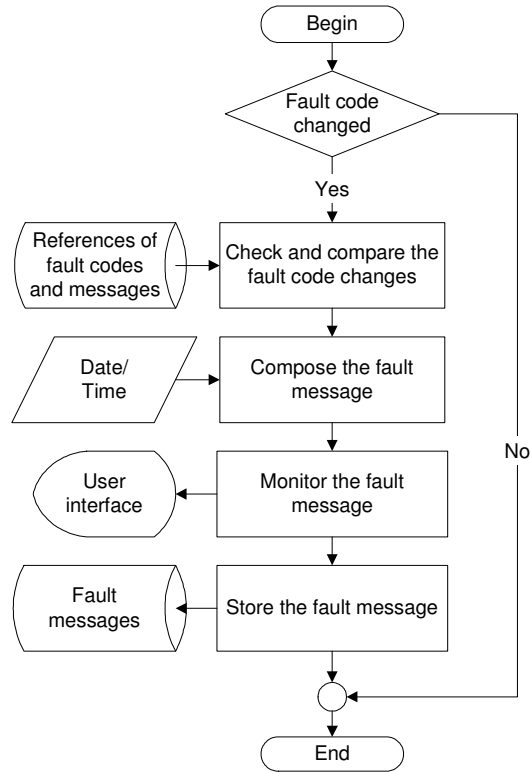 Begin
Fault code
changed
Yes
References of
fault codes
and messages
Check and compare the
fault code changes
Date/
Time
Compose the fault
message
No
User
interface
Monitor the fault
message
Fault
messages
Store the fault message
End